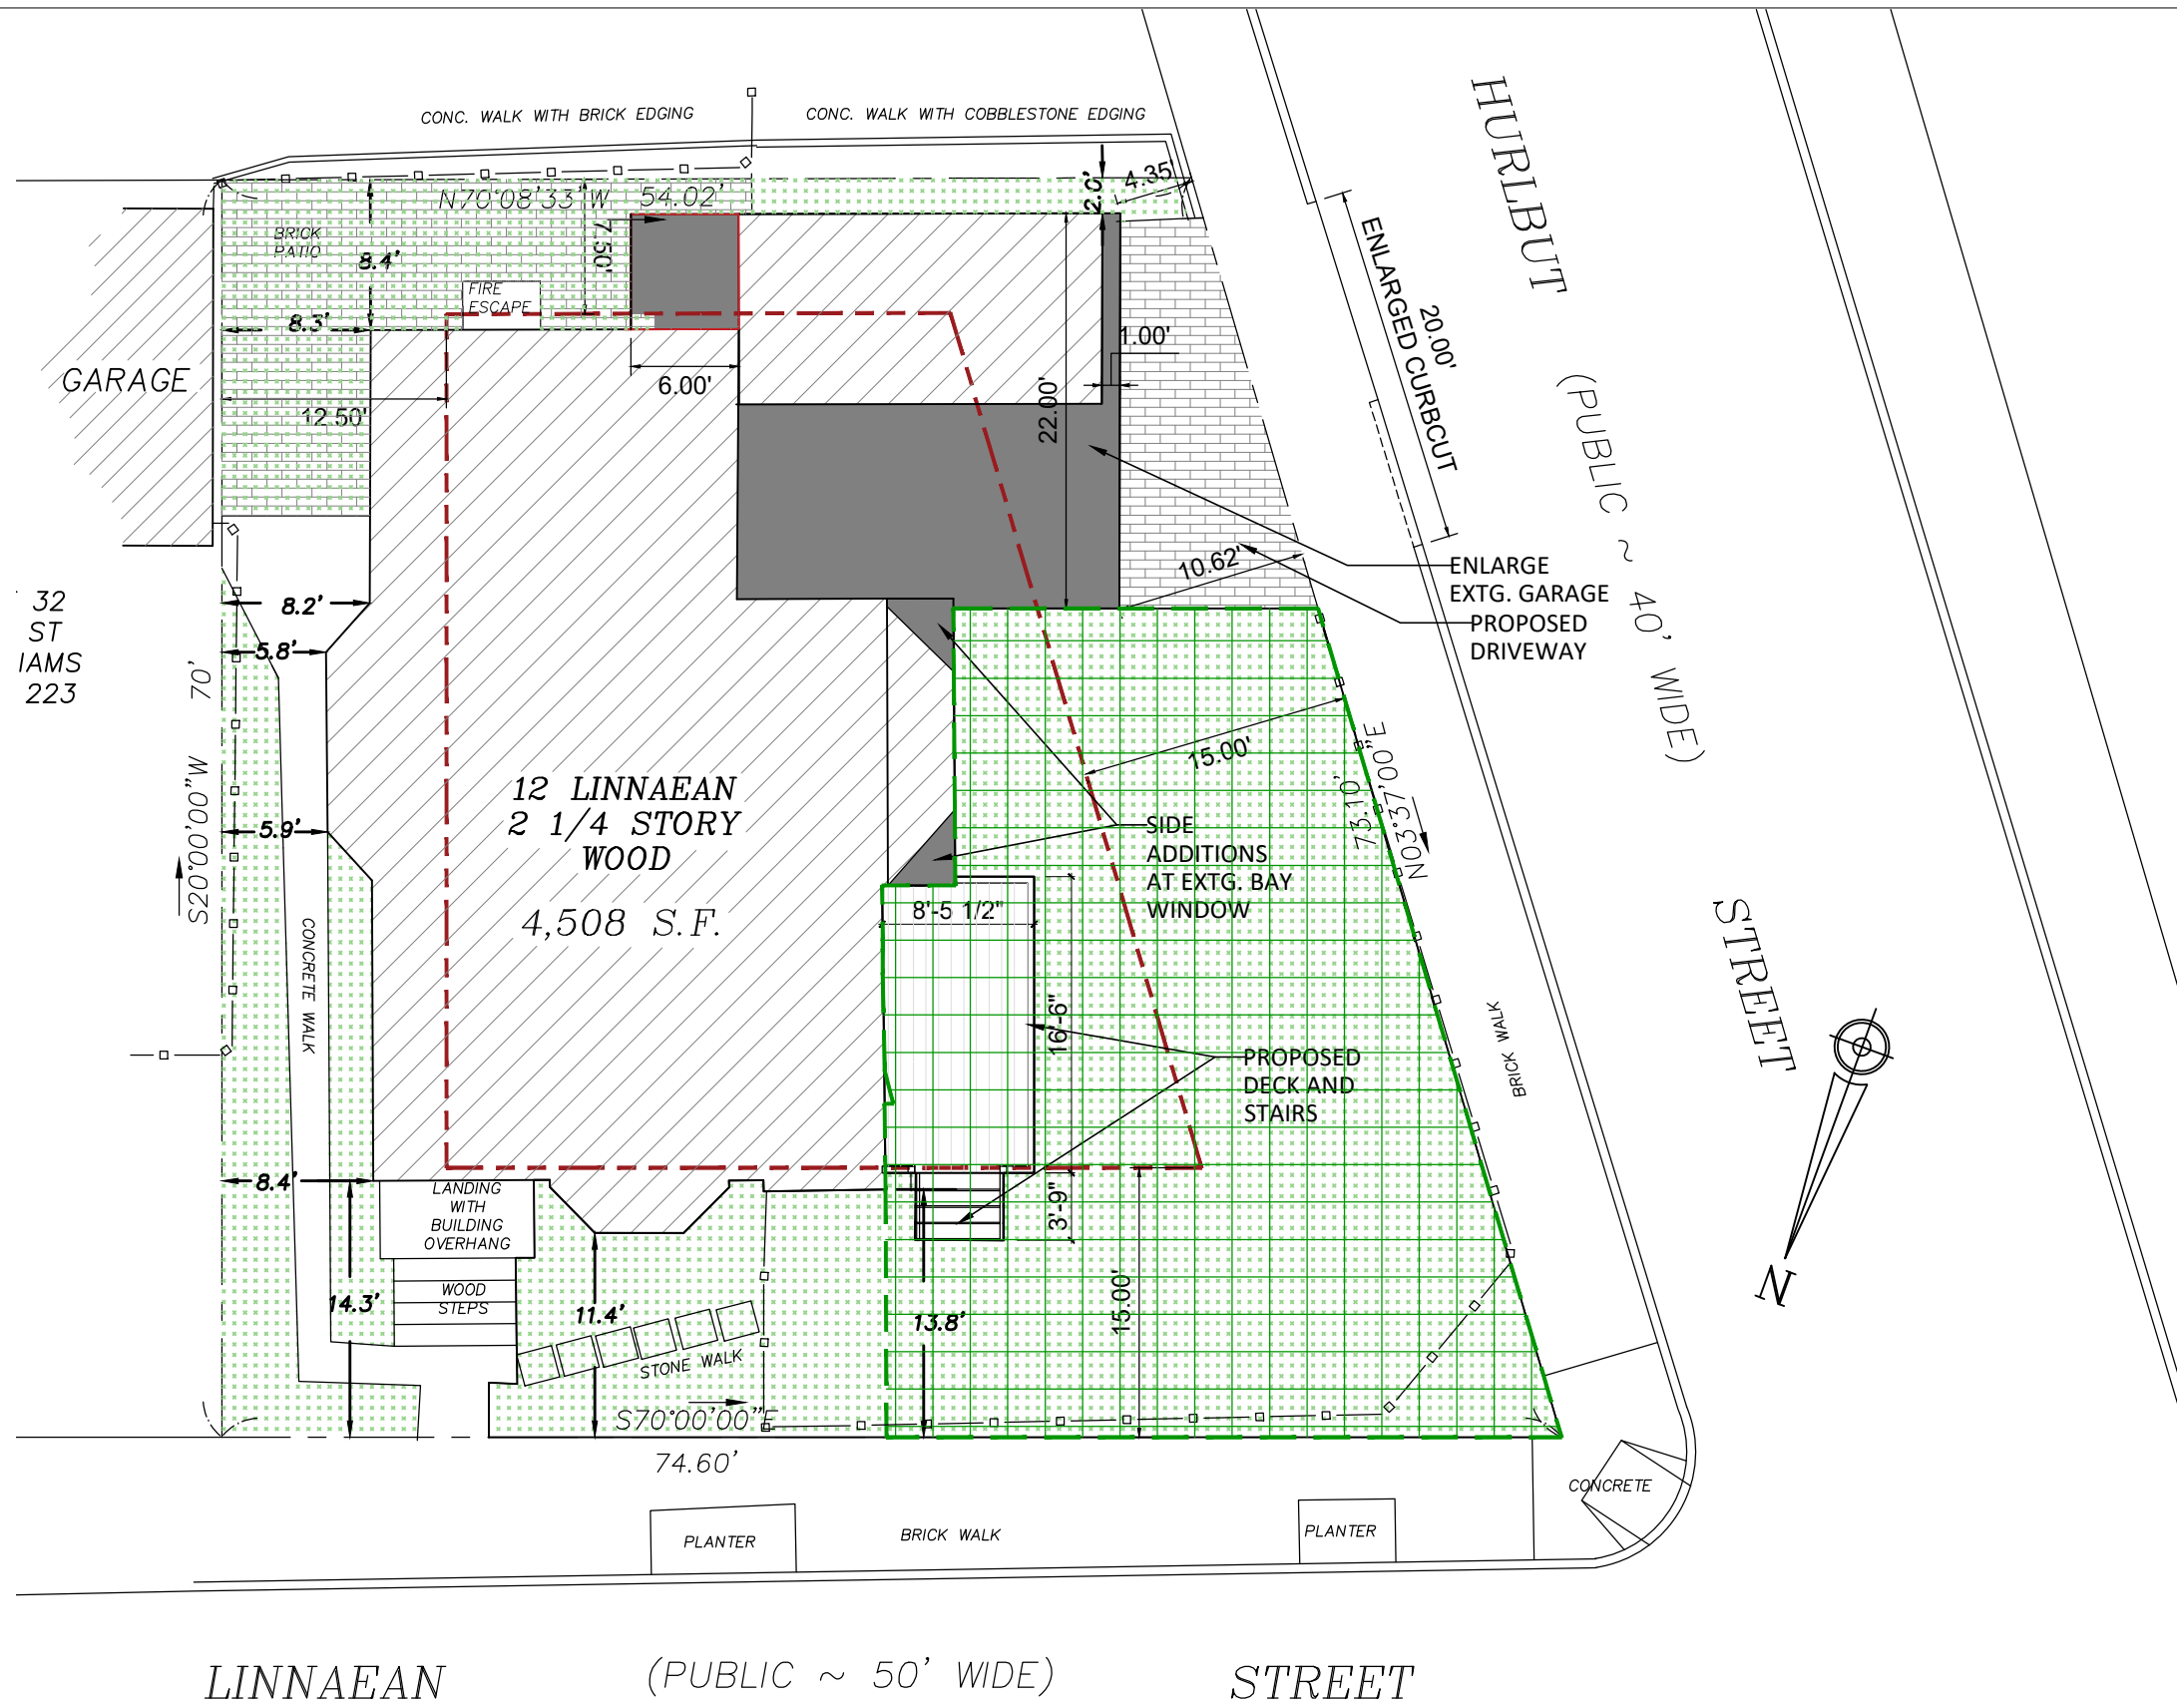 CONC. WALK WITH BRICK EDGING
CONC. WALK WITH COBBLESTONE EDGING
HURLBUT
STREET
(PUBLIC ~ 40' WIDE)
N70°08'33"W 54.02'
2.0'
4.35'
BRICK
PATIO
8.4'
7.50'
FIRE
ESCAPE
8.3'
GARAGE
12.50'
6.00'
22.00'
1.00'
20.00'
ENLARGED CURBCUT
10.62'
ENLARGE
EXTG. GARAGE
PROPOSED
DRIVEWAY
32
ST
IAMS
223
8.2'
5.8'
70'
S20°00'00"W
5.9'
12 LINNAEAN
2 1/4 STORY
WOOD
4,508 S.F.
15.00'
73.10'
N03°37'00"E
SIDE
ADDITIONS
AT EXTG. BAY
WINDOW
8'-5 1/2"
CONCRETE WALK
16'-6"
BRICK WALK
PROPOSED
DECK AND
STAIRS
N
8.4'
LANDING
WITH
BUILDING
OVERHANG
3'-9"
WOOD
STEPS
14.3'
11.4'
13.8'
15.00'
STONE WALK
S70°00'00"E
74.60'
CONCRETE
PLANTER
BRICK WALK
PLANTER
LINNAEAN (PUBLIC ~ 50' WIDE) STREET